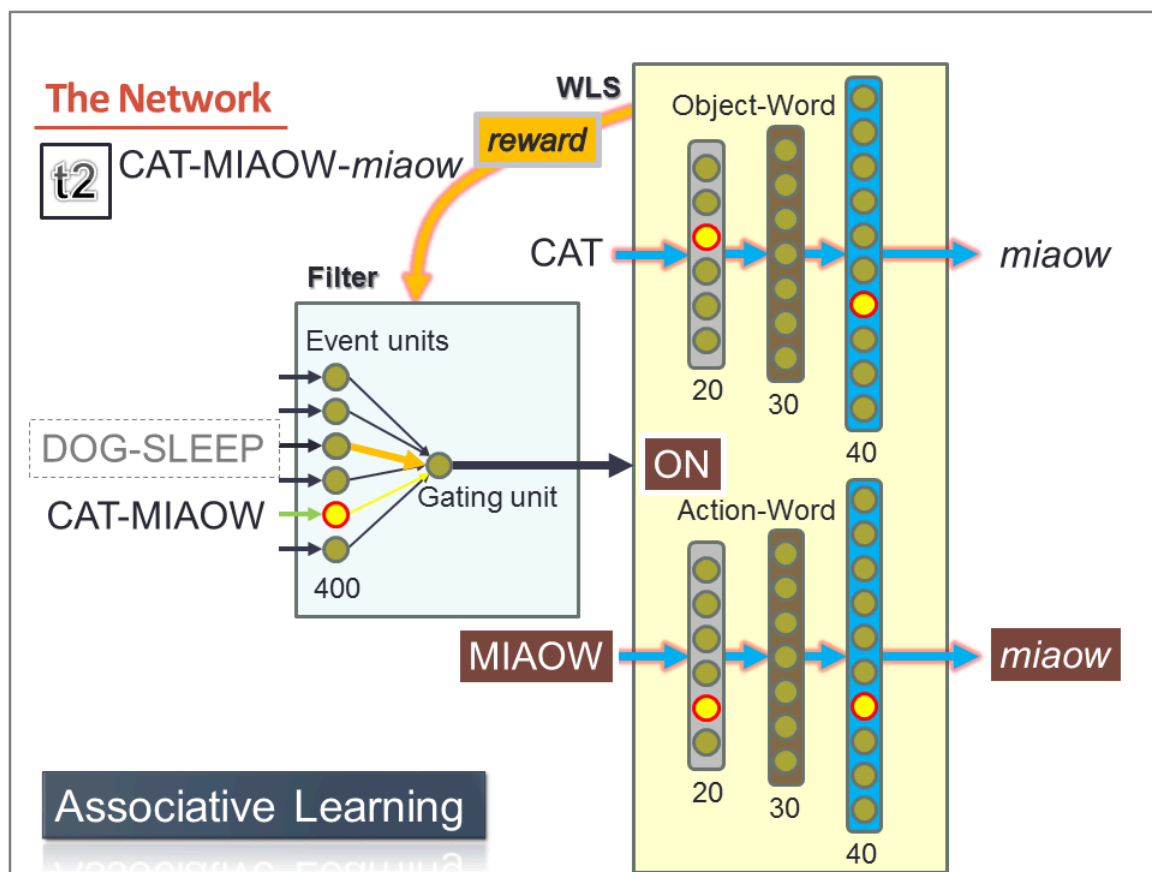 The Network
t2
CAT-MIAOW-miaow
WLS
reward
Object-Word
CAT
miaow
20
30
40
Filter
Event units
DOG-SLEEP
CAT-MIAOW
Gating unit
400
ON
Action-Word
MIAOW
miaow
20
30
40
Associative Learning